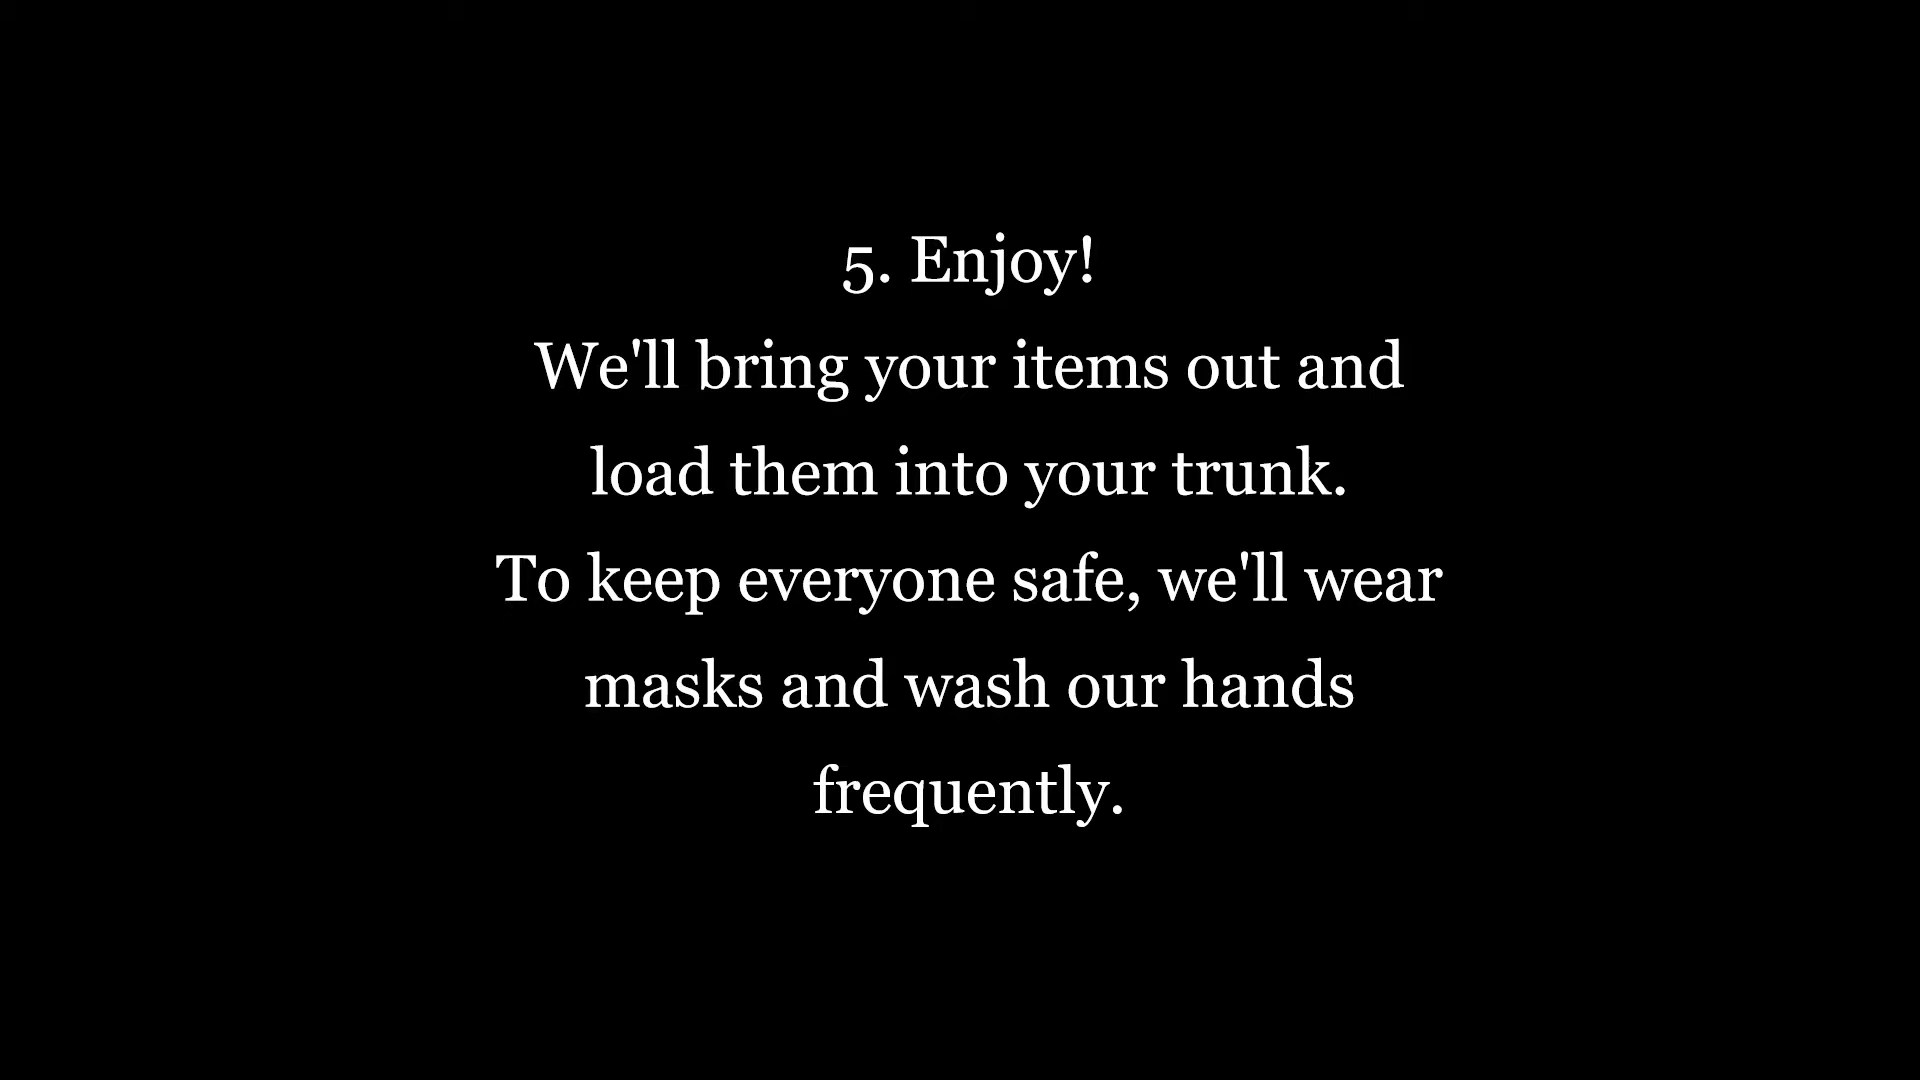 5. Enjoy!
We'll bring your items out and
load them into your trunk.
To keep everyone safe, we'll wear
masks and wash our hands
frequently.